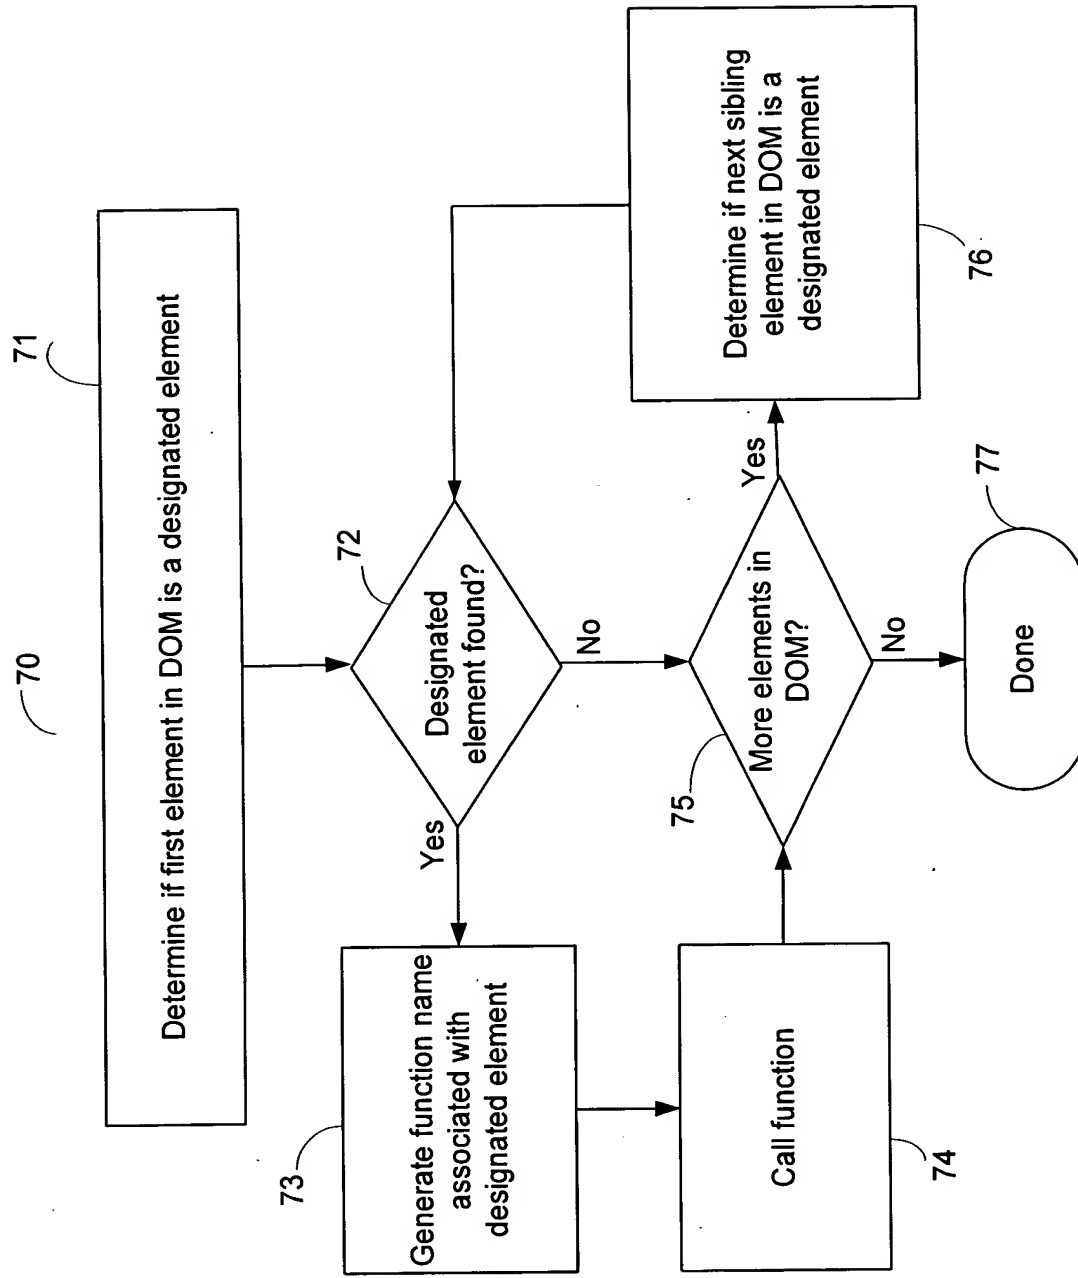 70
71
Determine if first element in DOM is a designated element
72
Designated
element found?
Yes
No
73
Generate function name
associated with
designated element
74
Call function
75
More elements in
DOM?
Yes
No
76
Determine if next sibling
element in DOM is a
designated element
77
Done